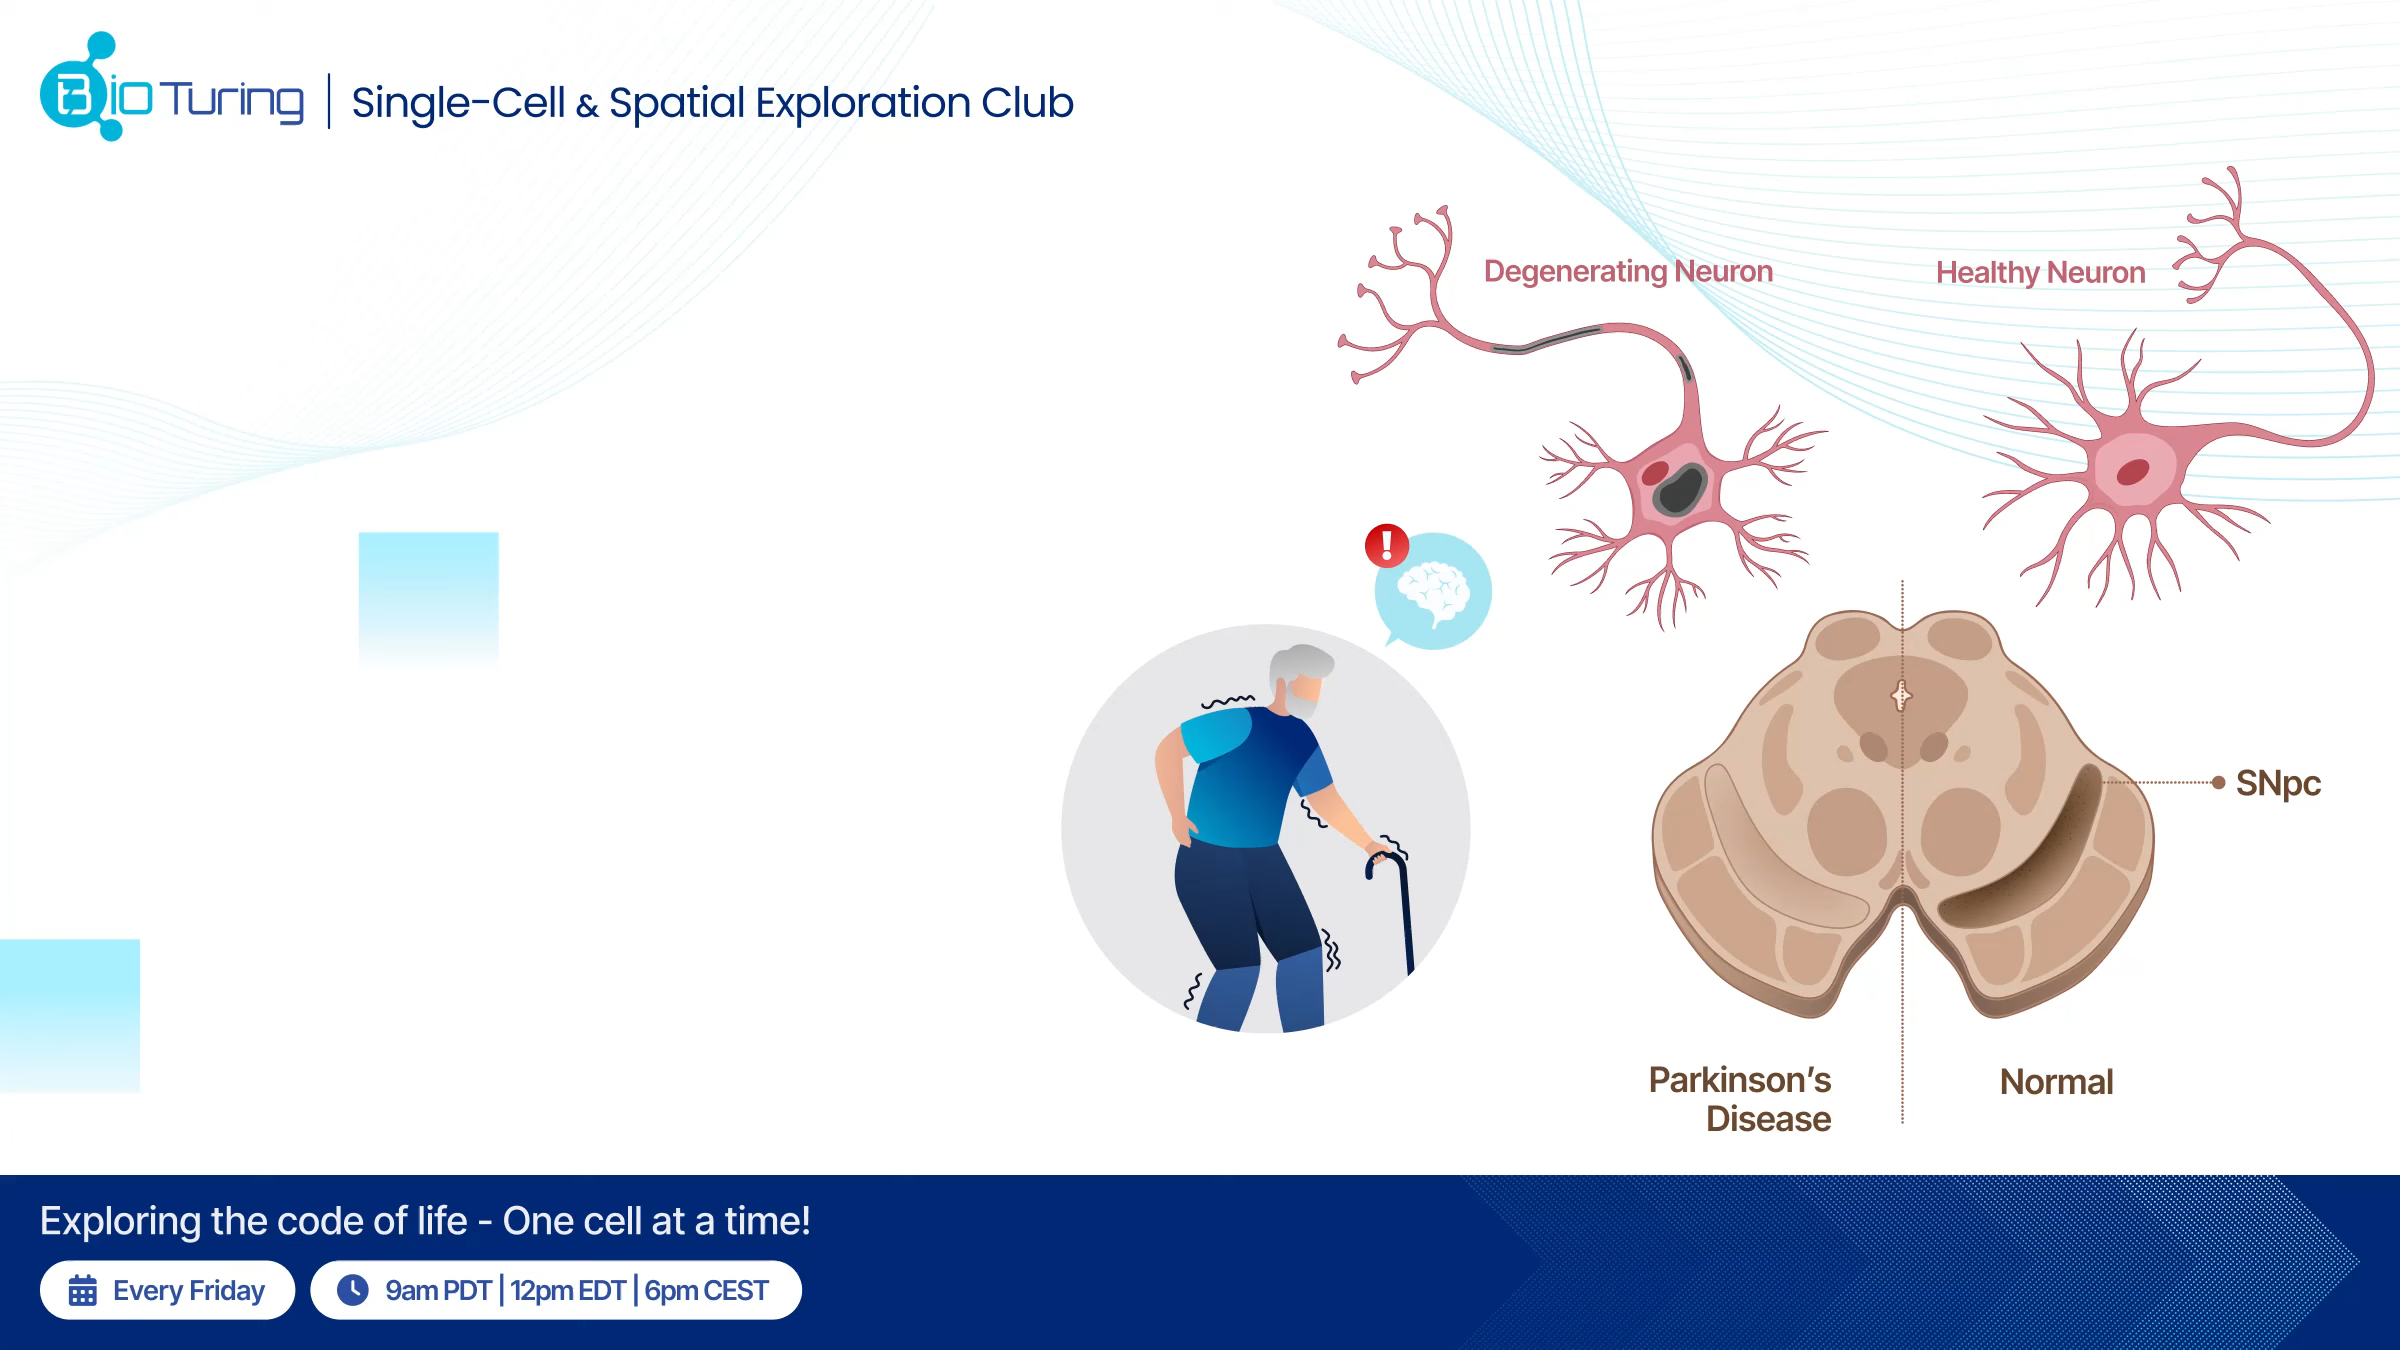 BioTuring | Single-Cell & Spatial Exploration Club
Degenerating Neuron
Healthy Neuron
SNpc
Parkinson's
Disease
Normal
Exploring the code of life - One cell at a time!
Every Friday
9am PDT | 12pm EDT | 6pm CEST